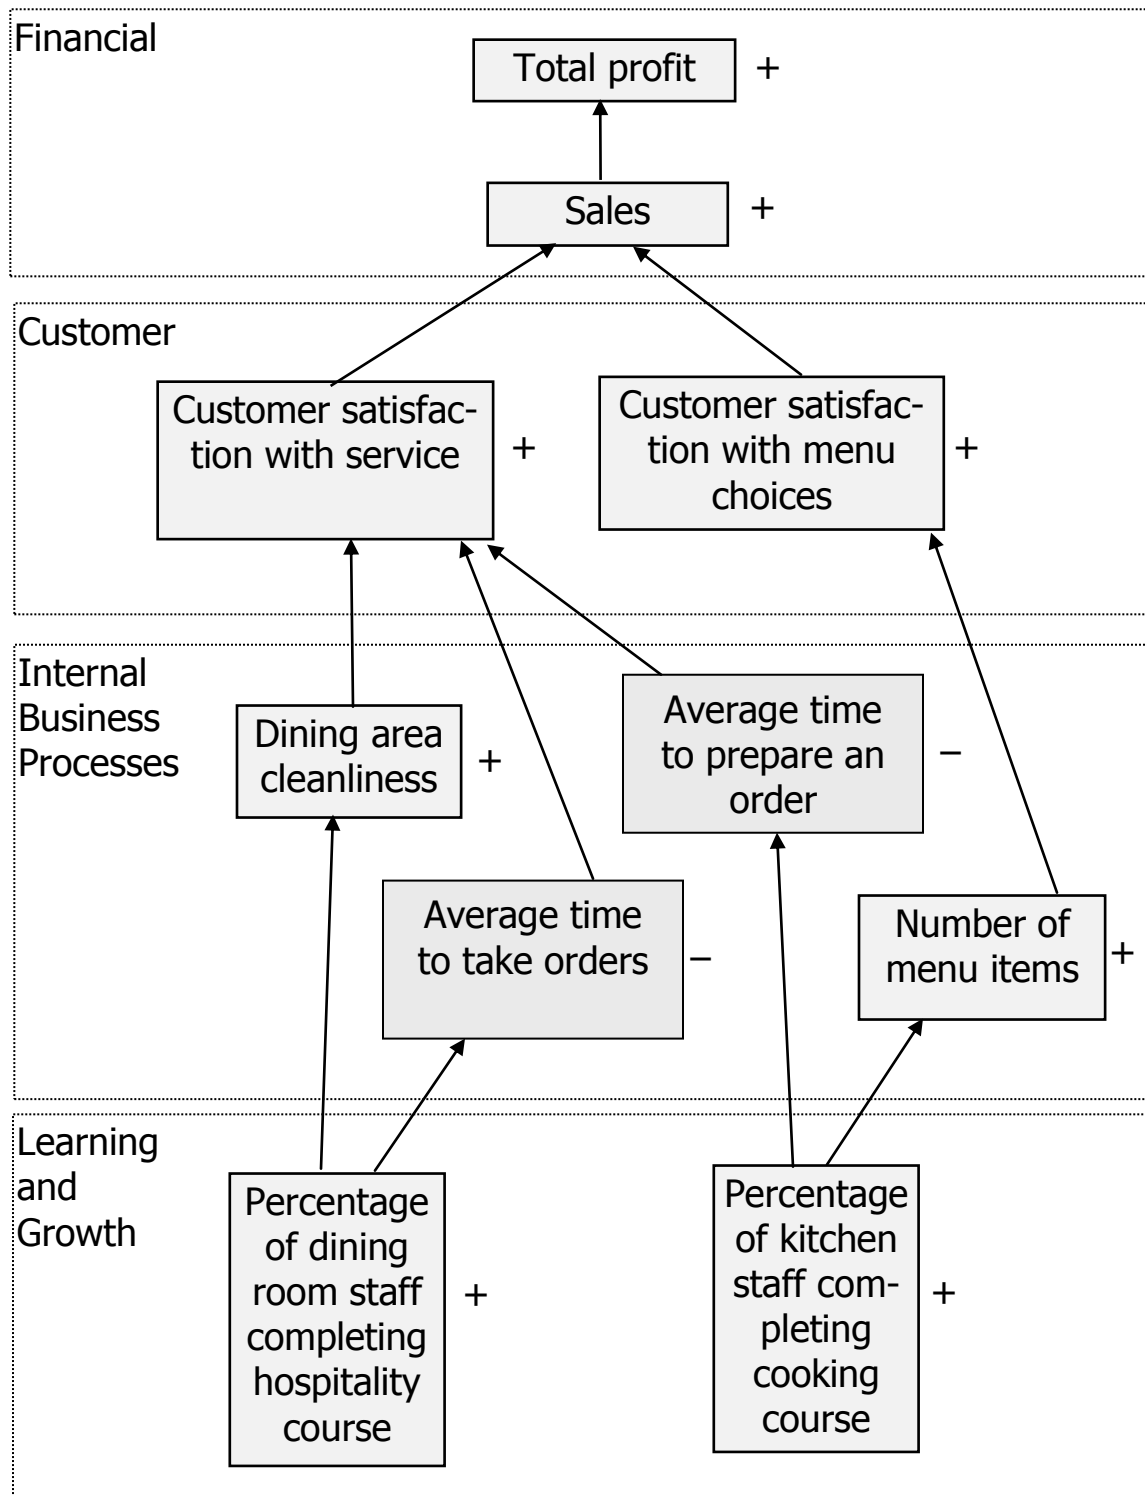 Financial
Total profit
+
Sales
+
Customer
Customer satisfac-
tion with service
+
Customer satisfac-
tion with menu
choices
+
Internal
Business
Processes
Dining area
cleanliness
+
Average time
to prepare an
order
–
Average time
to take orders
–
Number of
menu items
+
Learning
and
Growth
Percentage
of dining
room staff
completing
hospitality
course
+
Percentage
of kitchen
staff com-
pleting
cooking
course
+